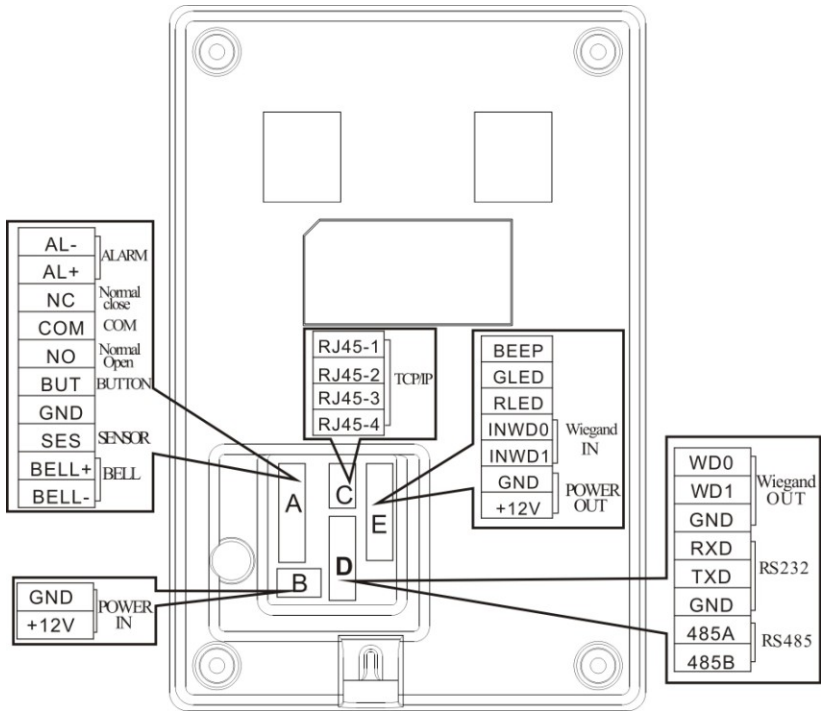 AL-
AL+
ALARM
NC Normal close
COM COM
NO Normal Open
BUT BUTTON
GND
SES SENSOR
BELL+
BELL-
BELL
RJ45-1
RJ45-2
RJ45-3
RJ45-4
TCP/IP
BEEP
GLED
RLED
INWD0
INWD1
Wiegand IN
GND
+12V
POWER OUT
WD0
WD1
GND
Wiegand OUT
RXD
TXD
GND
RS232
485A
485B
RS485
A
C
E
D
B
GND
+12V
POWER IN